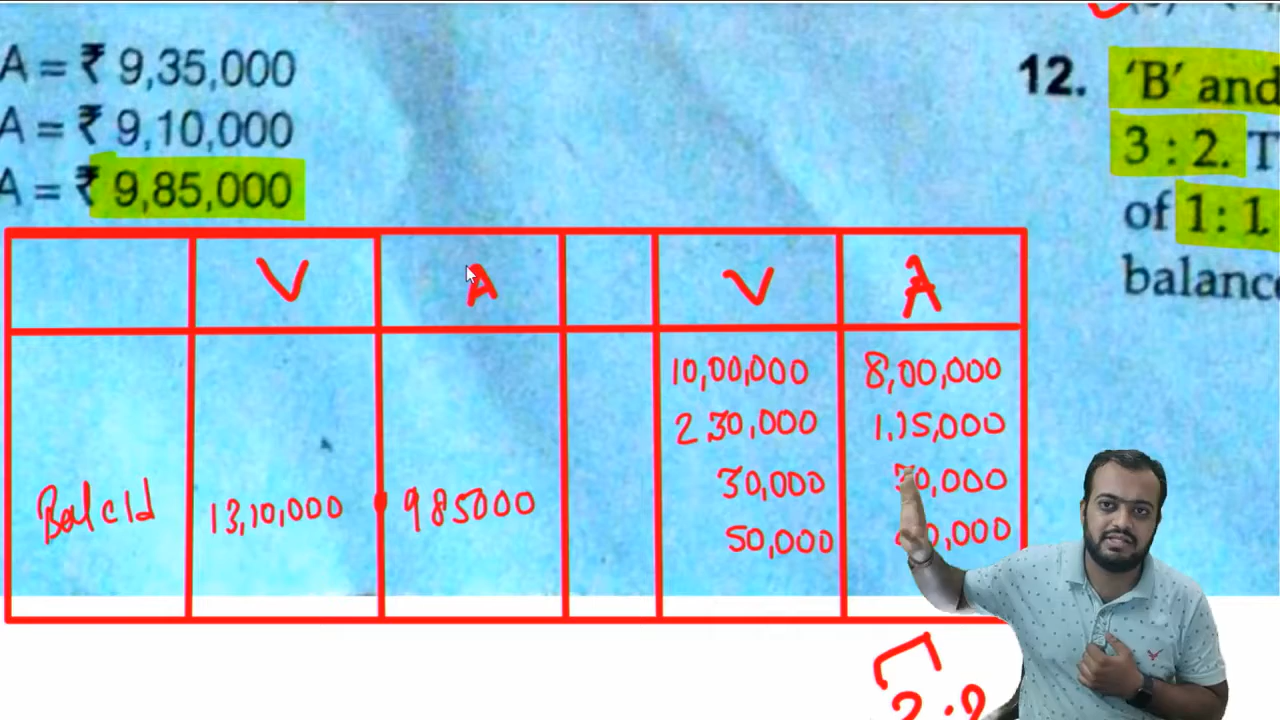 A = ₹ 9,35,000
A = ₹ 9,10,000
A = ₹ 9,85,000
12. 'B' and
3 : 2. T
of 1 : 1.
balance
V A V A
10,00,000 8,00,000
2 30,000 1,15,000
30,000 30,000
Bal c/d 13,10,000 985000
50,000